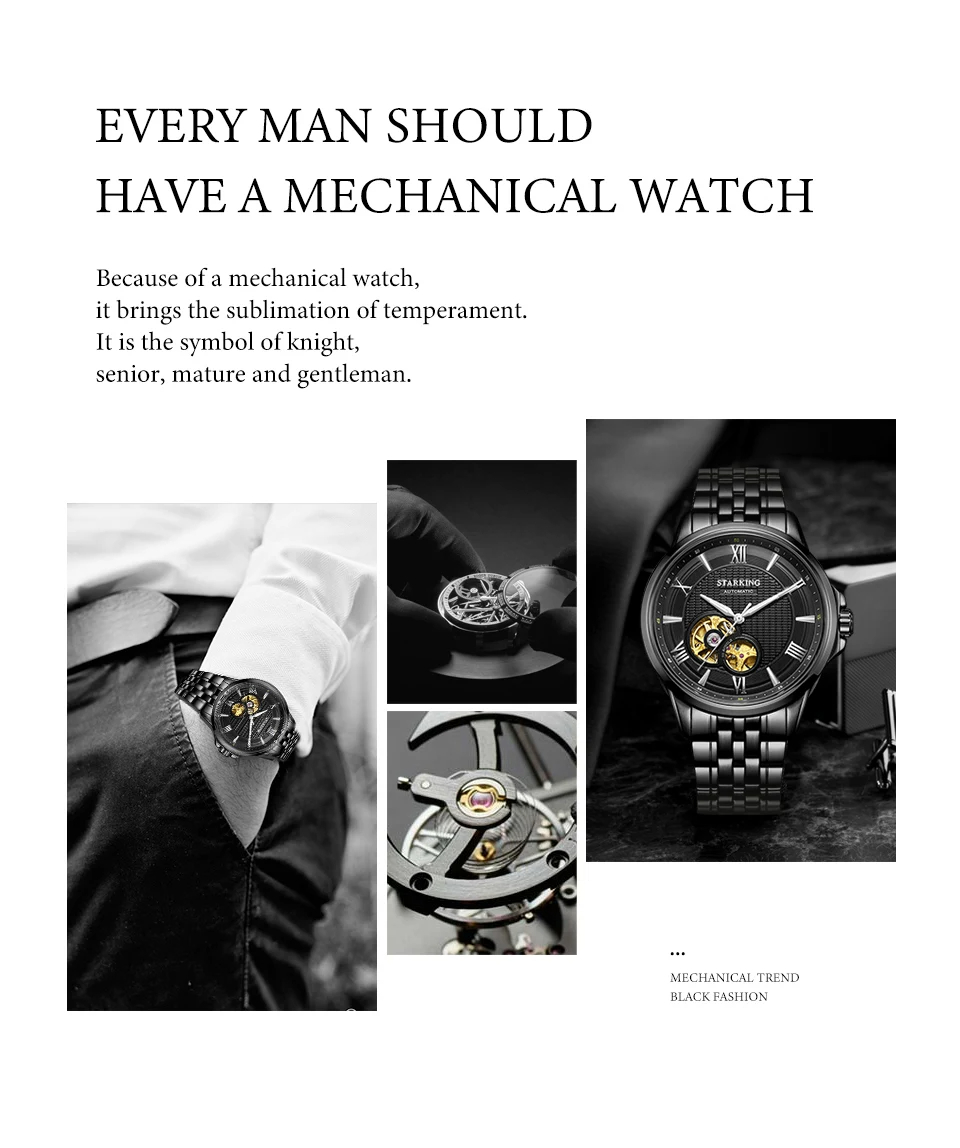 EVERY MAN SHOULD
HAVE A MECHANICAL WATCH
Because of a mechanical watch,
it brings the sublimation of temperament.
It is the symbol of knight,
senior, mature and gentleman.
XII
STARKING
AUTOMATIC
•••
MECHANICAL TREND
BLACK FASHION